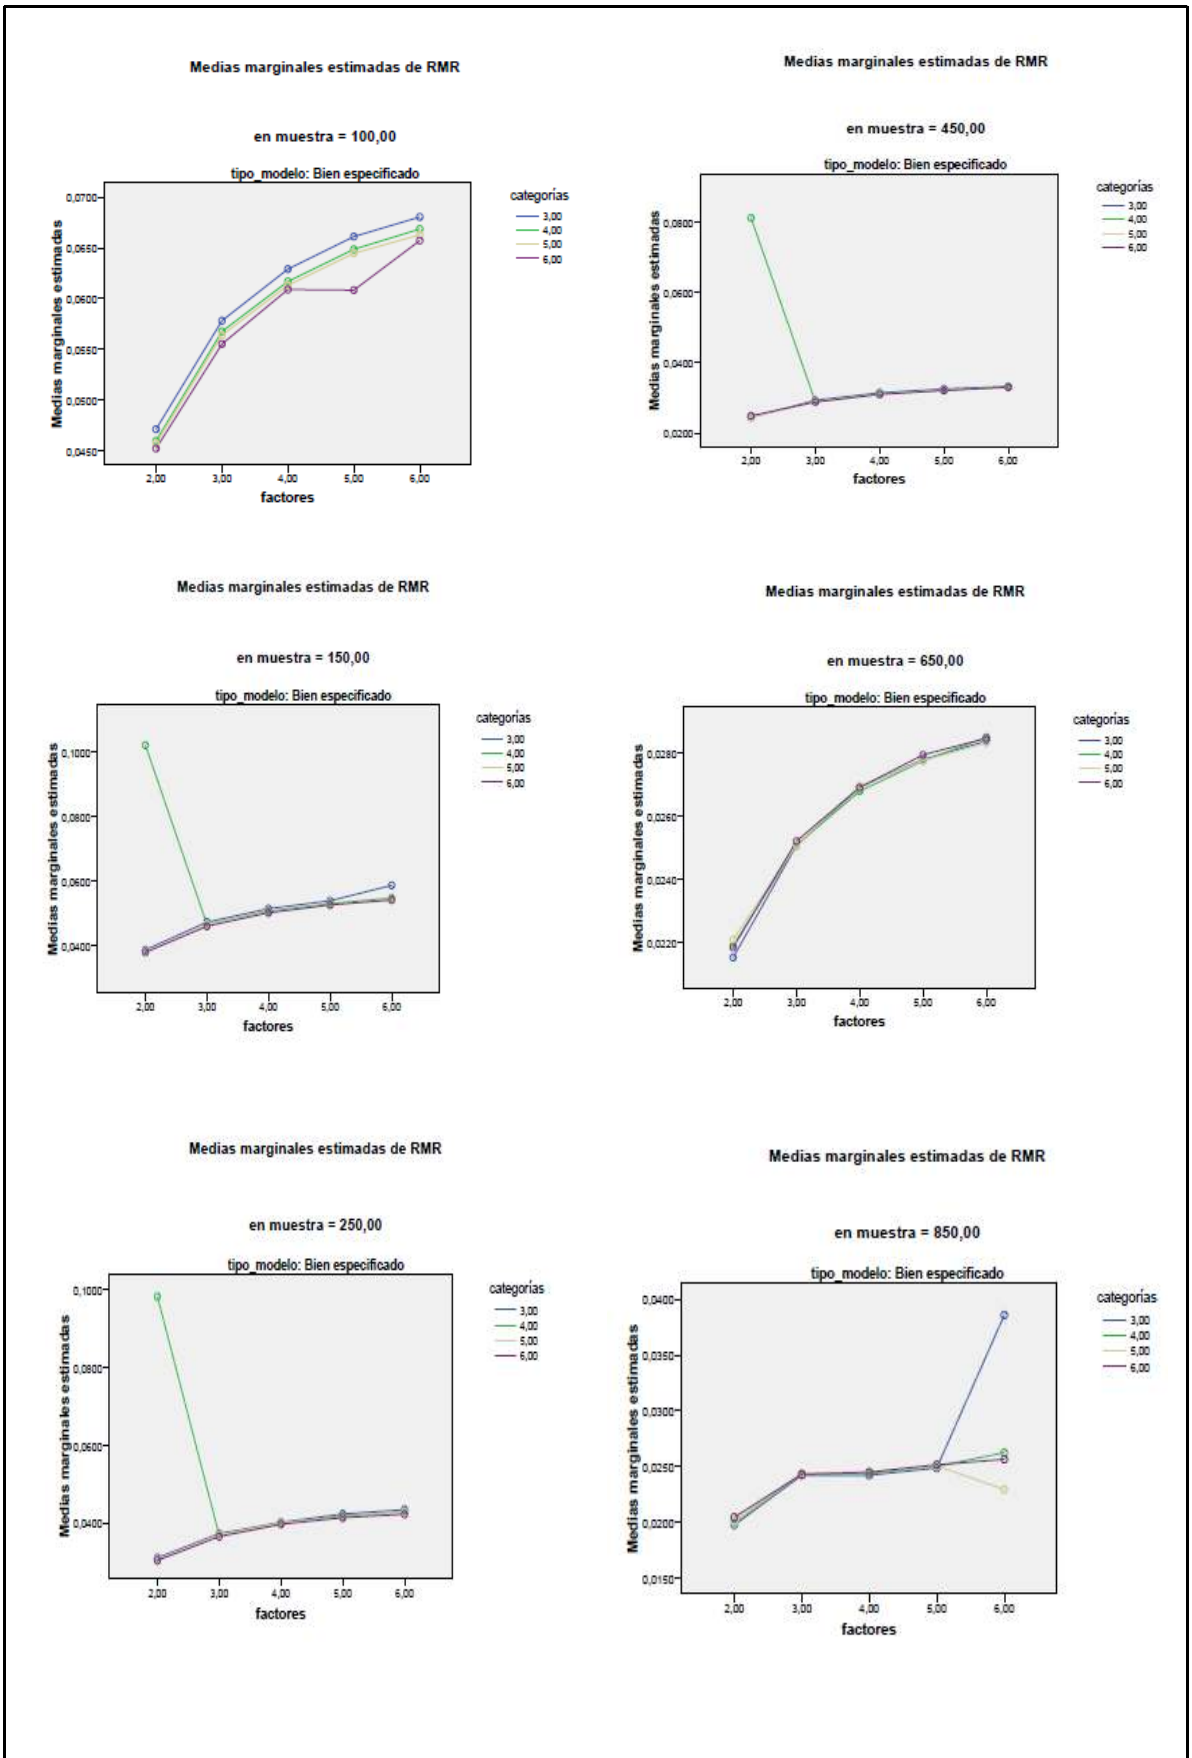 Medias marginales estimadas de RMR
en muestra = 100,00
tipo_modelo: Bien especificado
Medias marginales estimadas
0,0700
0,0650
0,0600
0,0550
0,0500
0,0450
2,00 3,00 4,00 5,00 6,00
factores
categorías
3,00
4,00
5,00
6,00
Medias marginales estimadas de RMR
en muestra = 450,00
tipo_modelo: Bien especificado
Medias marginales estimadas
0,0800
0,0600
0,0400
0,0200
2,00 3,00 4,00 5,00 6,00
factores
categorías
3,00
4,00
5,00
6,00
Medias marginales estimadas de RMR
en muestra = 150,00
tipo_modelo: Bien especificado
Medias marginales estimadas
0,1000
0,0800
0,0600
0,0400
2,00 3,00 4,00 5,00 6,00
factores
categorías
3,00
4,00
5,00
6,00
Medias marginales estimadas de RMR
en muestra = 650,00
tipo_modelo: Bien especificado
Medias marginales estimadas
0,0280
0,0260
0,0240
0,0220
2,00 3,00 4,00 5,00 6,00
factores
categorías
3,00
4,00
5,00
6,00
Medias marginales estimadas de RMR
en muestra = 250,00
tipo_modelo: Bien especificado
Medias marginales estimadas
0,1000
0,0800
0,0600
0,0400
2,00 3,00 4,00 5,00 6,00
factores
categorías
3,00
4,00
5,00
6,00
Medias marginales estimadas de RMR
en muestra = 850,00
tipo_modelo: Bien especificado
Medias marginales estimadas
0,0400
0,0350
0,0300
0,0250
0,0200
0,0150
2,00 3,00 4,00 5,00 6,00
factores
categorías
3,00
4,00
5,00
6,00